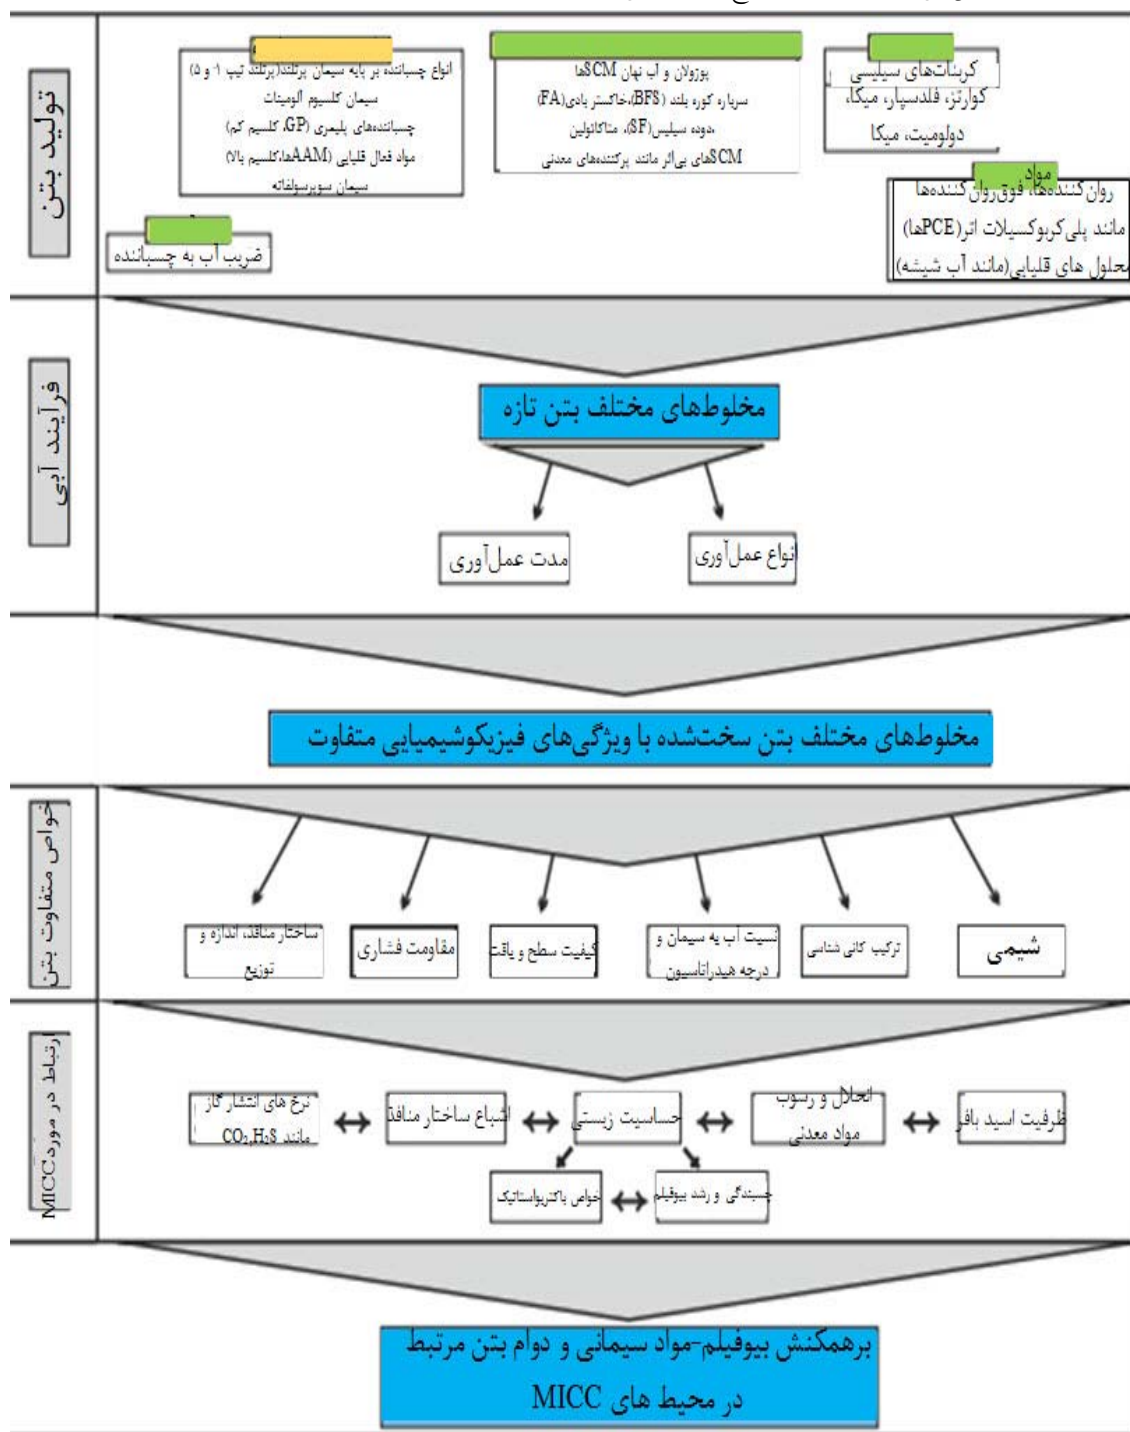 تولید بتن
انواع چسباننده بر پایه سیمان پرتلند(پرتلند تیپ ۱- و ۵)
سیمان کلسیوم آلومینات
چسباننده‌های پلیمری (GP، کلسیم کم)
مواد فعال قلیایی (AAMها،کلسیم بالا)
سیمان سوپرسولفاته
پوزولان و آب نهان SCMها
سرباره کوره بلند (BFS)،خاکستر بادی(FA)
،دوده سیلیس(SF)، متاکائولین
SCMهای بی‌اثر مانند پرکننده‌های معدنی
کربنات‌های سیلیسی
کوارتز، فلدسپار، میکا،
دولومیت، میکا
مواد
روان‌کننده‌ها، فوق‌روان‌کننده‌ها
مانند پلی‌کربوکسیلات اتر(PCEها)
محلول های قلیایی(مانند آب شیشه)
ضریب آب به چسباننده
فرآیند آبی
مخلوط‌های مختلف بتن تازه
انواع عمل‌آوری
مدت عمل‌آوری
مخلوط‌های مختلف بتن سخت‌شده با ویژگی‌های فیزیکوشیمیایی متفاوت
خواص متفاوت بتن
شیمی
ترکیب کانی شناسی
نسبت آب به سیمان و
درجه هیدراتاسیون
کیفیت سطح و یاقت
مقاومت فشاری
ساختار منافذ، اندازه و
توزیع
ارتباط در مورد MICC
ظرفیت اسید بافر
انحلال و رسوب
مواد معدنی
حساسیت زیستی
اشباع ساختار منافذ
نرخ های انتشار گاز
مانند CO₂,H₂S
چسبندگی و رشد بیوفیلم
خواص باکتریواستاتیک
برهمکنش بیوفیلم-مواد سیمانی و دوام بتن مرتبط
در محیط های MICC